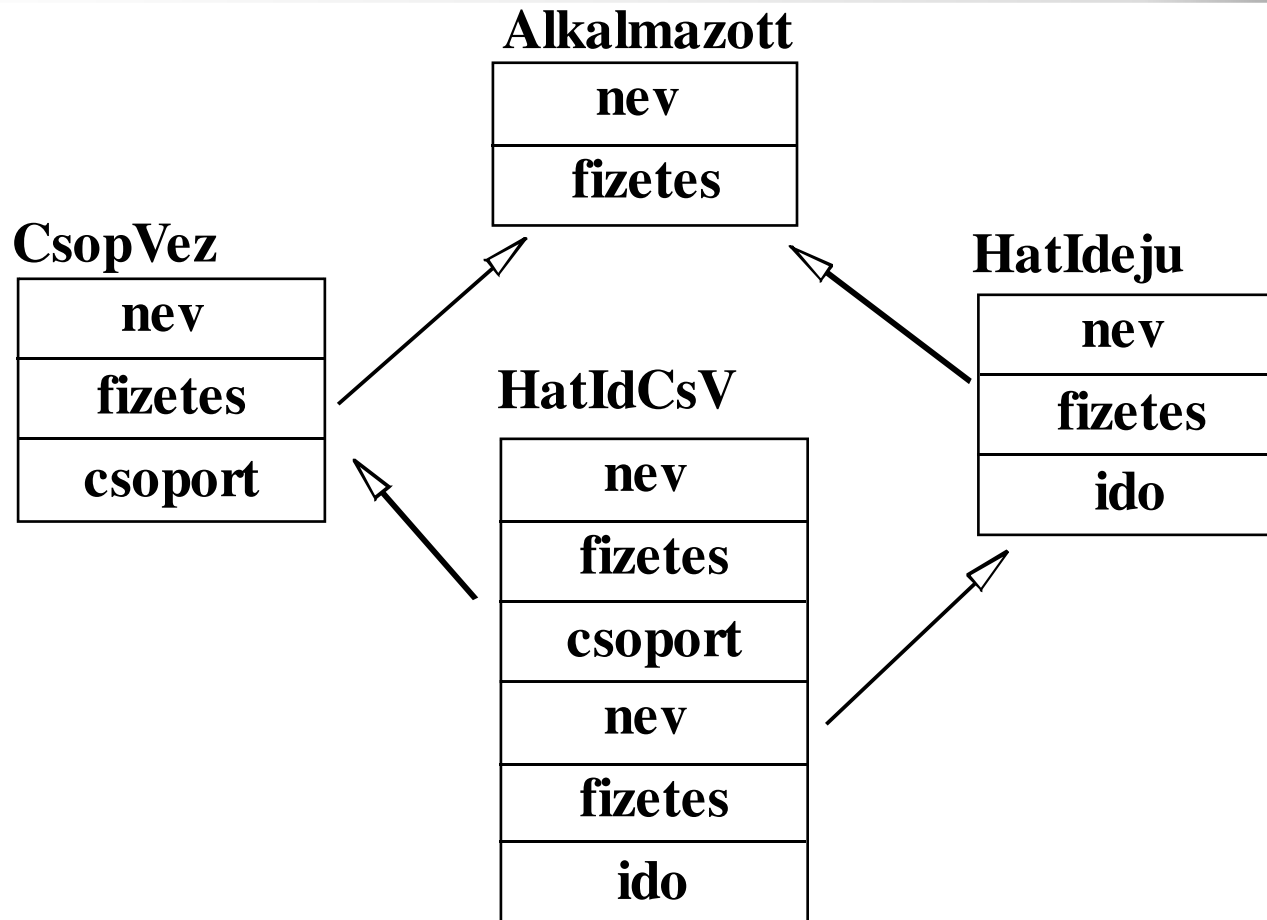 Alkalmazott
nev
fizetes
CsopVez
nev
fizetes
csoport
HatIdeju
nev
fizetes
ido
HatIdCsV
nev
fizetes
csoport
nev
fizetes
ido